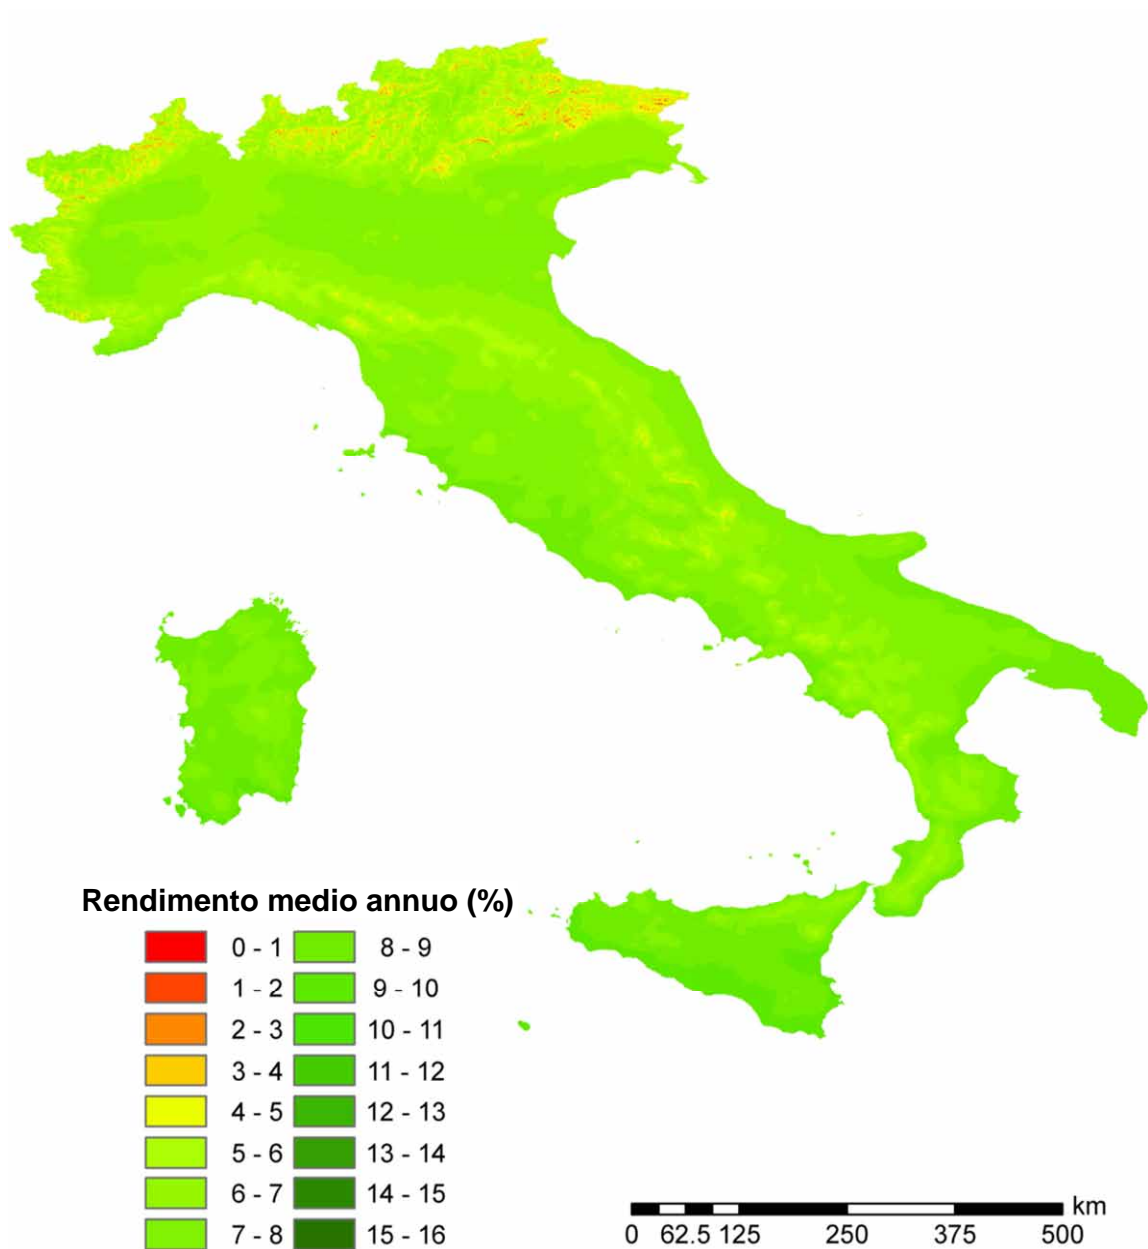 Rendimento medio annuo (%)
0 - 1 8 - 9
1 - 2 9 - 10
2 - 3 10 - 11
3 - 4 11 - 12
4 - 5 12 - 13
5 - 6 13 - 14
6 - 7 14 - 15
7 - 8 15 - 16
km
0 62.5 125 250 375 500